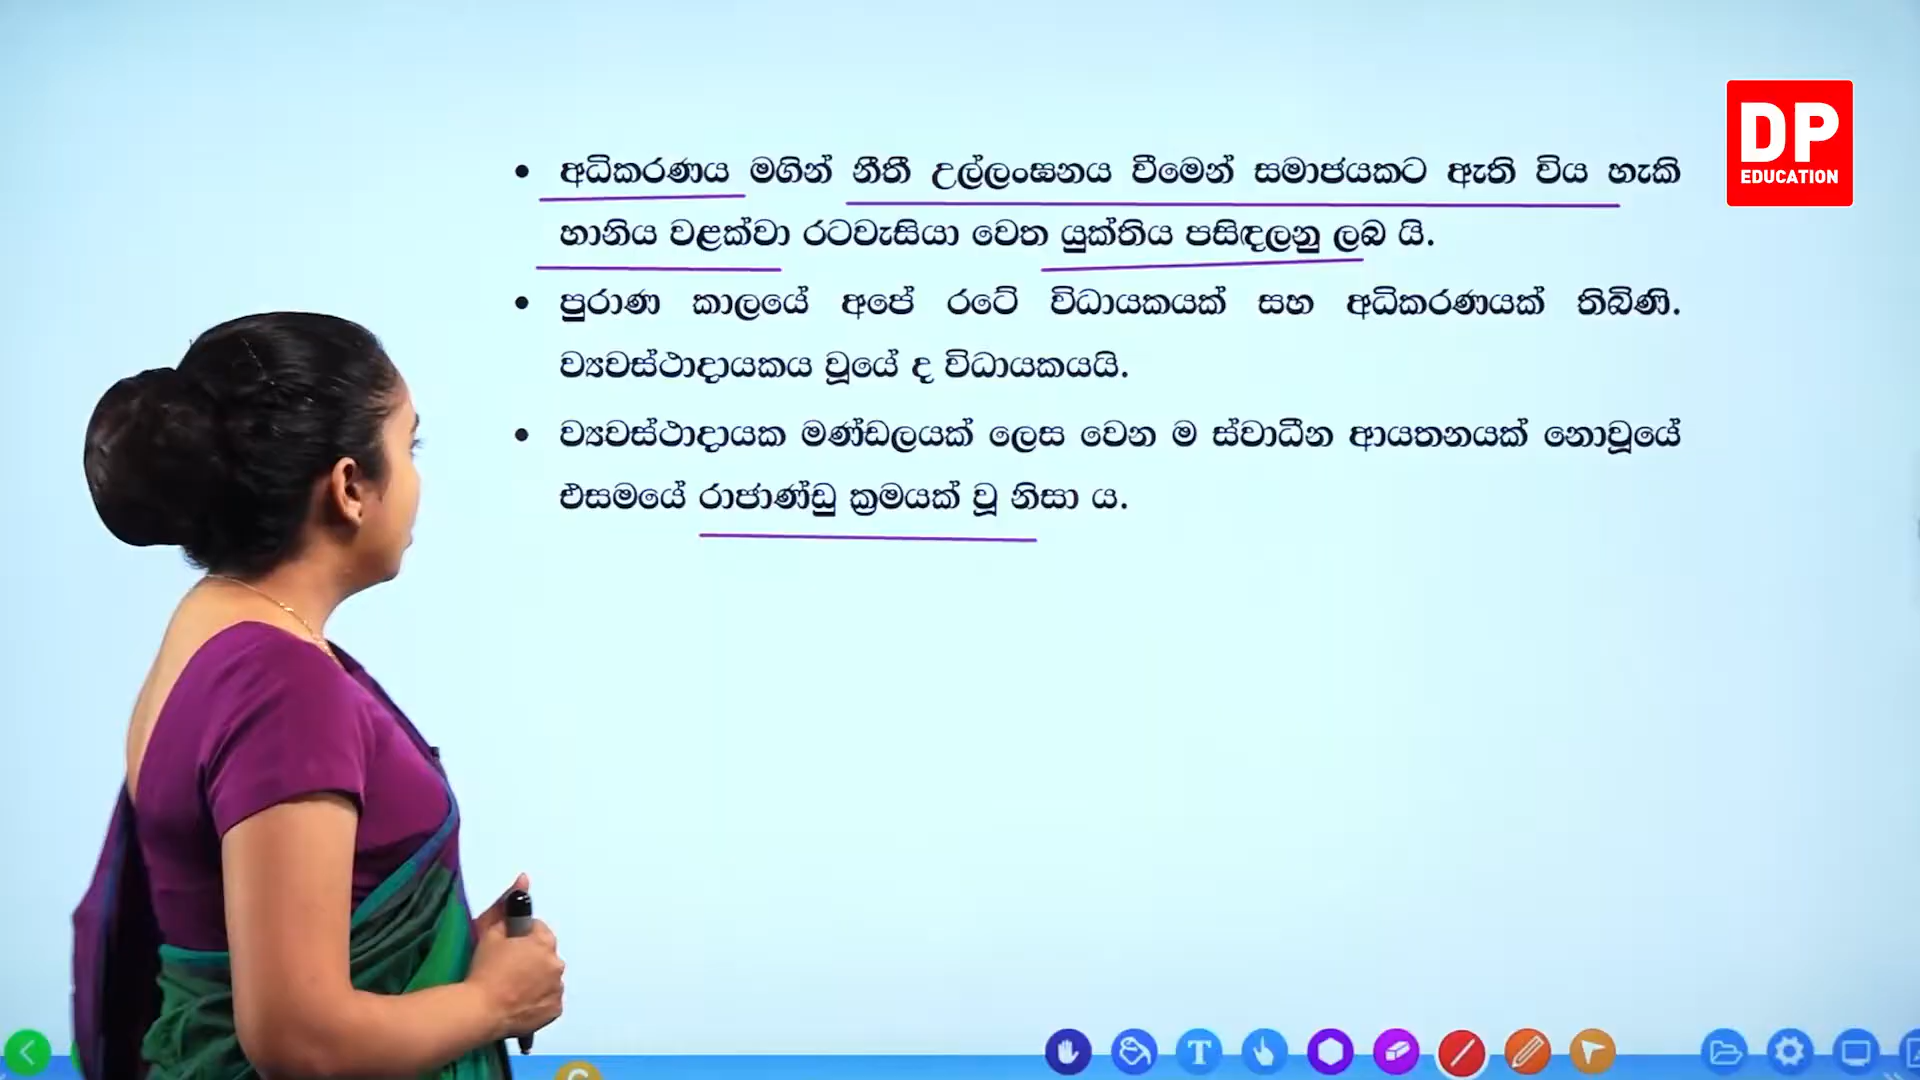 DP
EDUCATION
• අධිකරණය මගින් නීතී උල්ලංඝනය වීමෙන් සමාජයකට ඇති විය හැකි
හානිය වළක්වා රටවැසියා වෙත යුක්තිය පසිඳලනු ලබ යි.
• පුරාණ කාලයේ අපේ රටේ විධායකයක් සහ අධිකරණයක් තිබිණි.
ව්‍යවස්ථාදායකය වූයේ ද විධායකයයි.
• ව්‍යවස්ථාදායක මණ්ඩලයක් ලෙස වෙන ම ස්වාධීන ආයතනයක් නොවූයේ
එසමයේ රාජාණ්ඩු ක්‍රමයක් වූ නිසා ය.
T